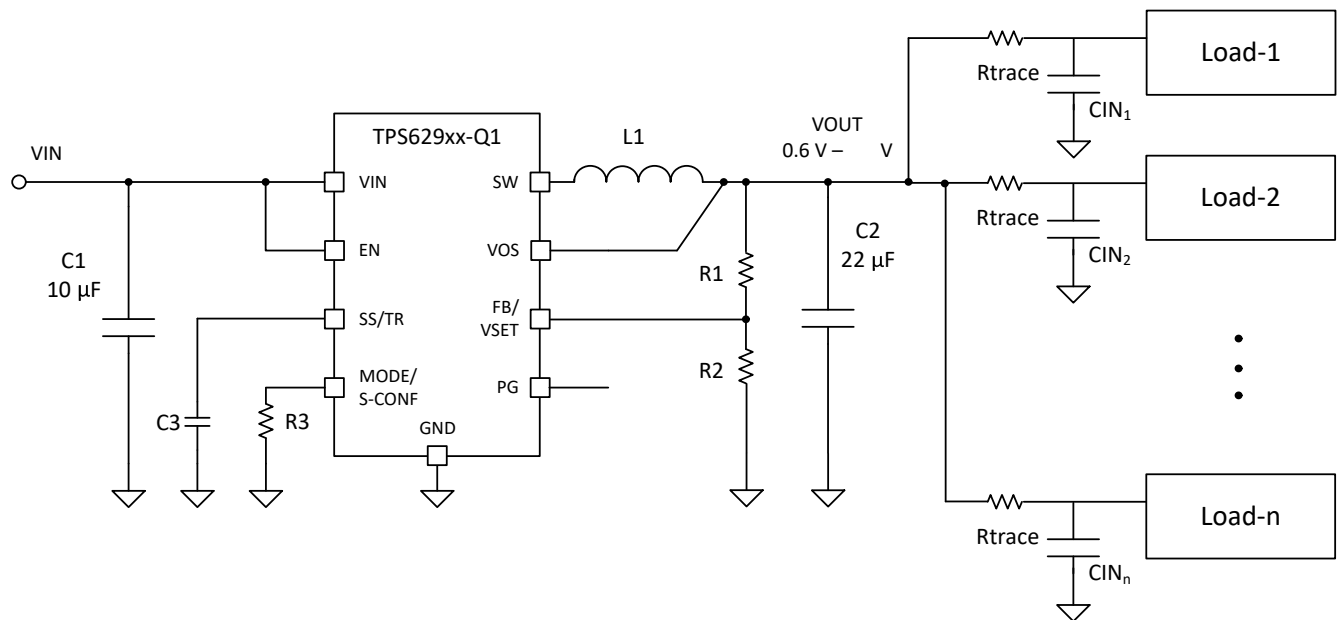 Load-1
Rtrace
CIN1
TPS629xx-Q1
L1
VOUT
0.6 V – V
VIN
VIN
SW
Load-2
Rtrace
CIN2
C1
10 µF
EN
VOS
R1
C2
22 µF
SS/TR
FB/
VSET
R2
MODE/
S-CONF
PG
C3
R3
GND
Load-n
Rtrace
CINn